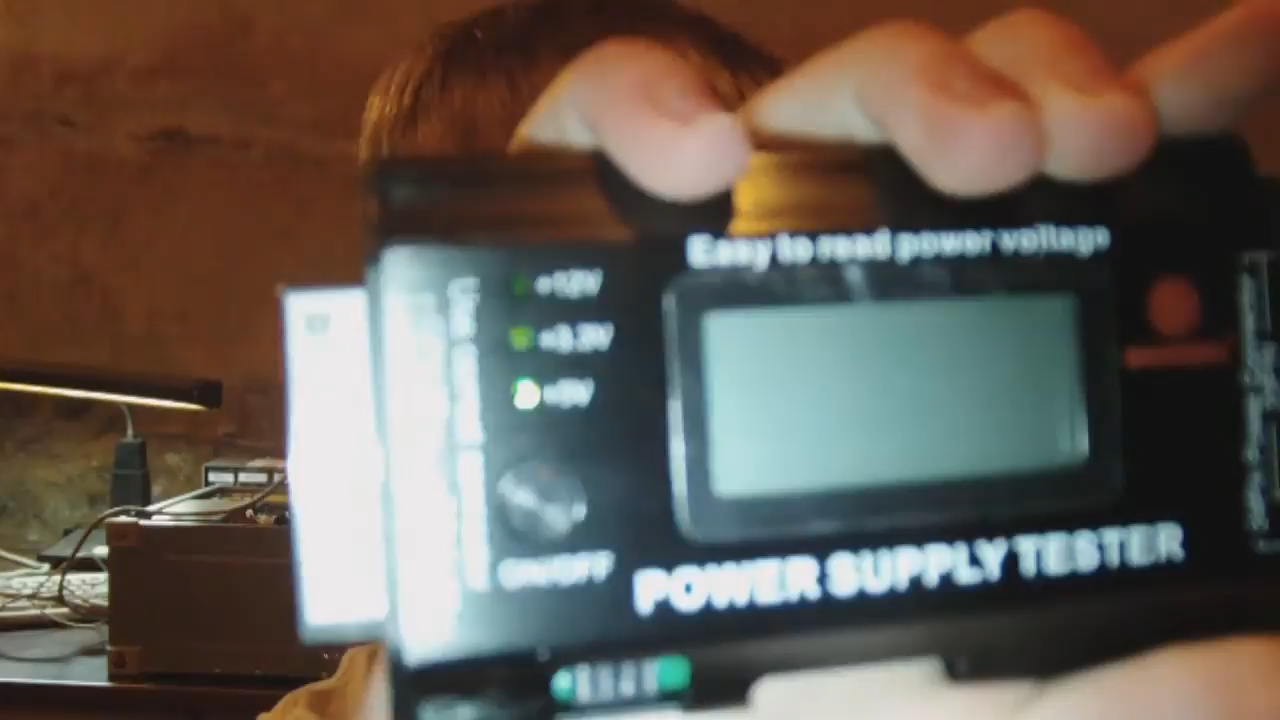 Easy to read power voltage
+12V
+3.3V
+5V
ON/OFF
POWER SUPPLY TESTER